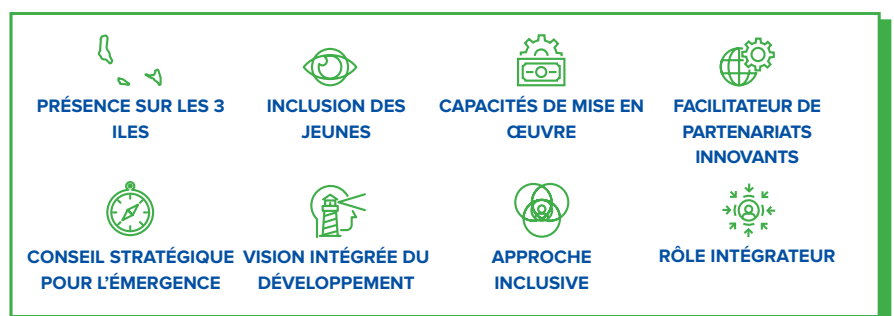 PRÉSENCE SUR LES 3
ILES
INCLUSION DES
JEUNES
CAPACITÉS DE MISE EN
ŒUVRE
FACILITATEUR DE
PARTENARIATS
INNOVANTS
CONSEIL STRATÉGIQUE
POUR L’ÉMERGENCE
VISION INTÉGRÉE DU
DÉVELOPPEMENT
APPROCHE
INCLUSIVE
RÔLE INTÉGRATEUR